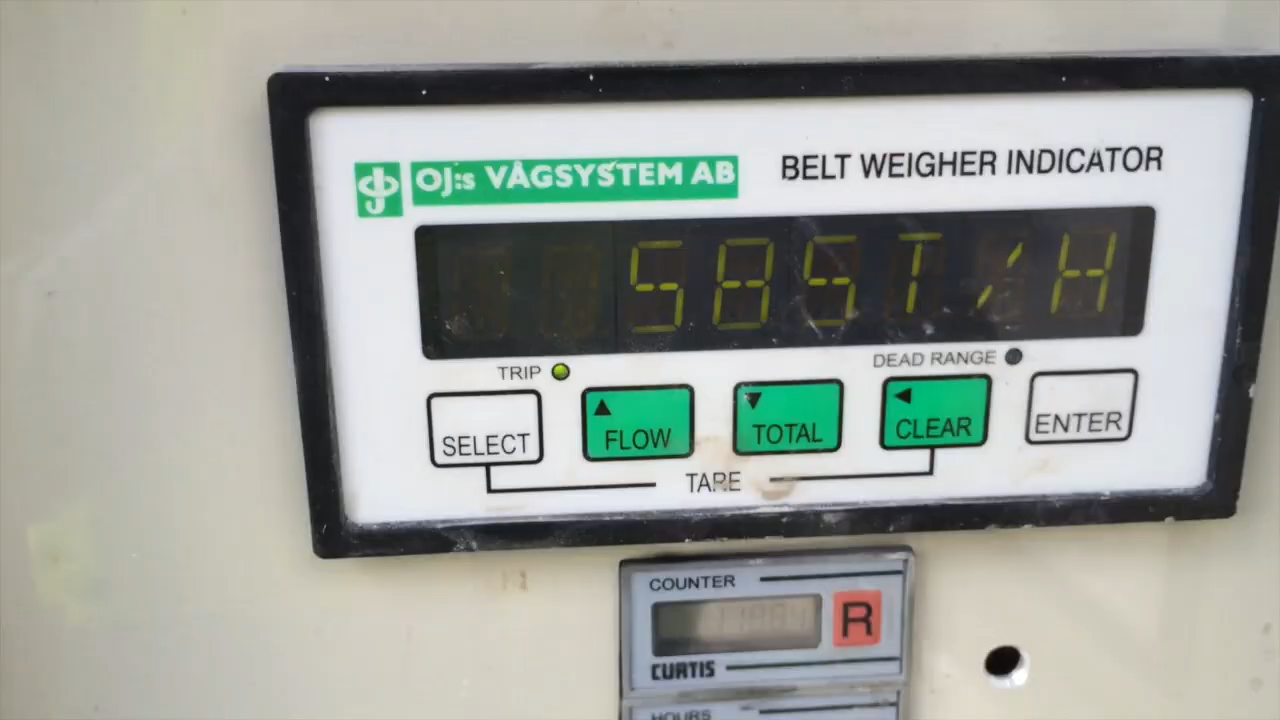 OJ:s VÅGSYSTEM AB
BELT WEIGHER INDICATOR
585T/H
TRIP
DEAD RANGE
SELECT
FLOW
TOTAL
CLEAR
ENTER
TARE
COUNTER
R
CURTIS
HOURS